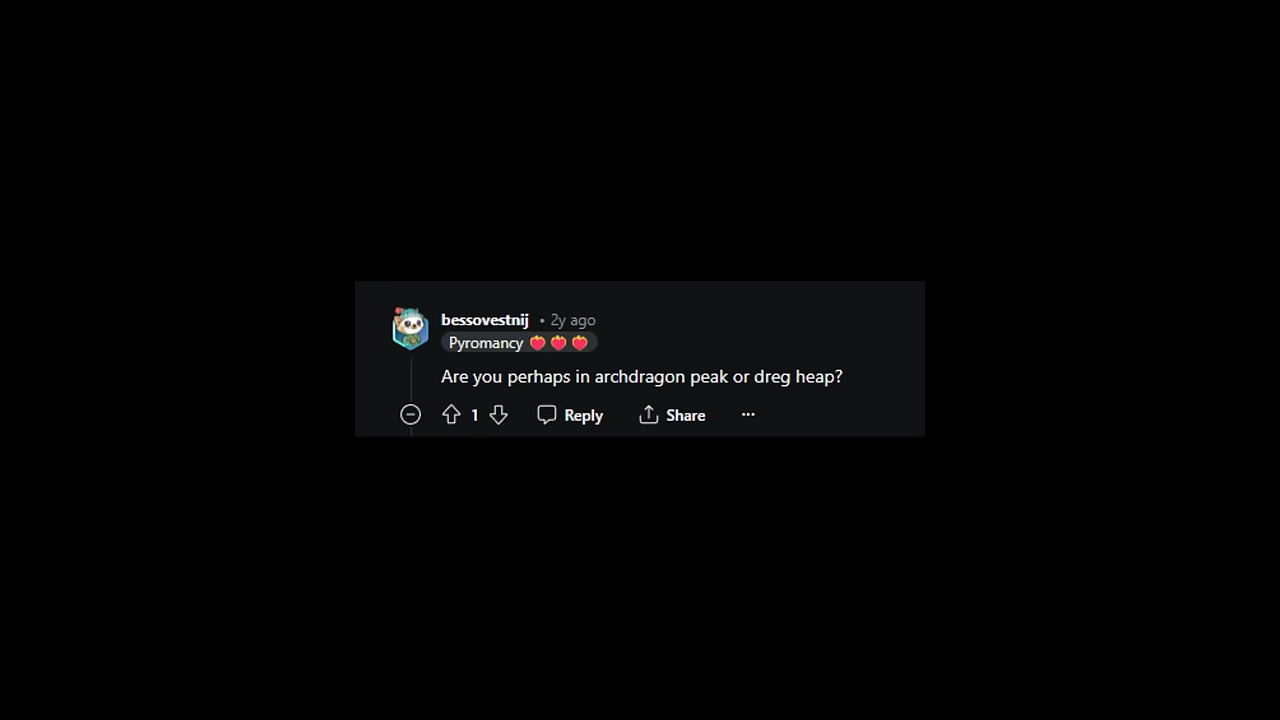 bessovestnij • 2y ago
Pyromancy 🍓🍓🍓
Are you perhaps in archdragon peak or dreg heap?
1 Reply Share ···